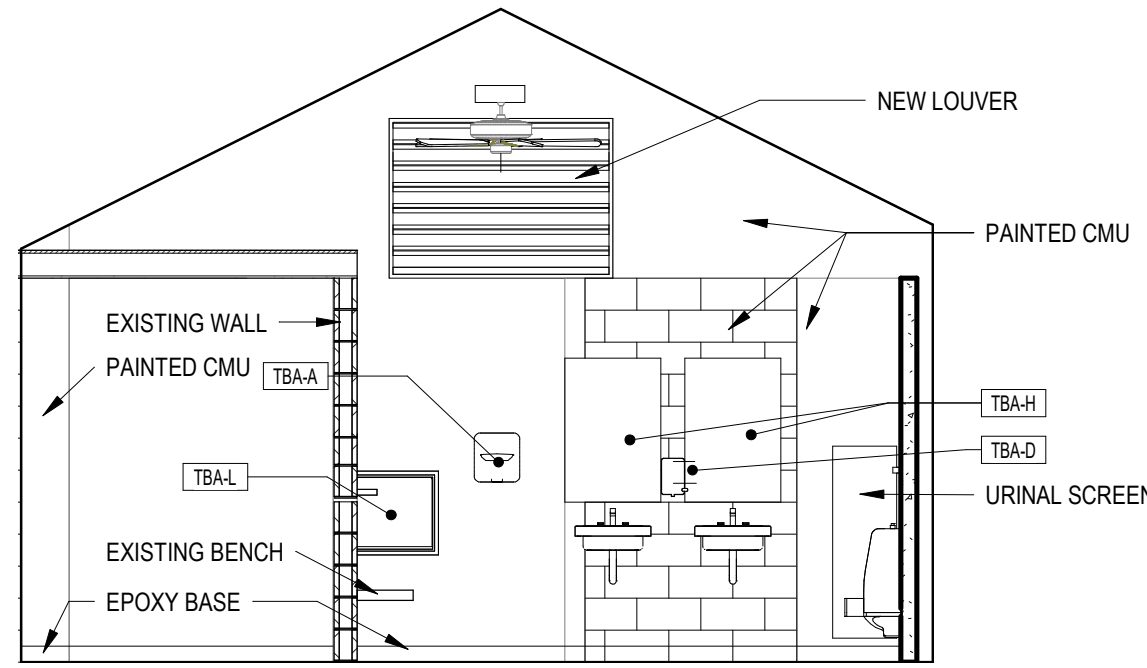 NEW LOUVER
PAINTED CMU
EXISTING WALL
PAINTED CMU
TBA-A
TBA-H
TBA-D
TBA-L
URINAL SCREEN
EXISTING BENCH
EPOXY BASE